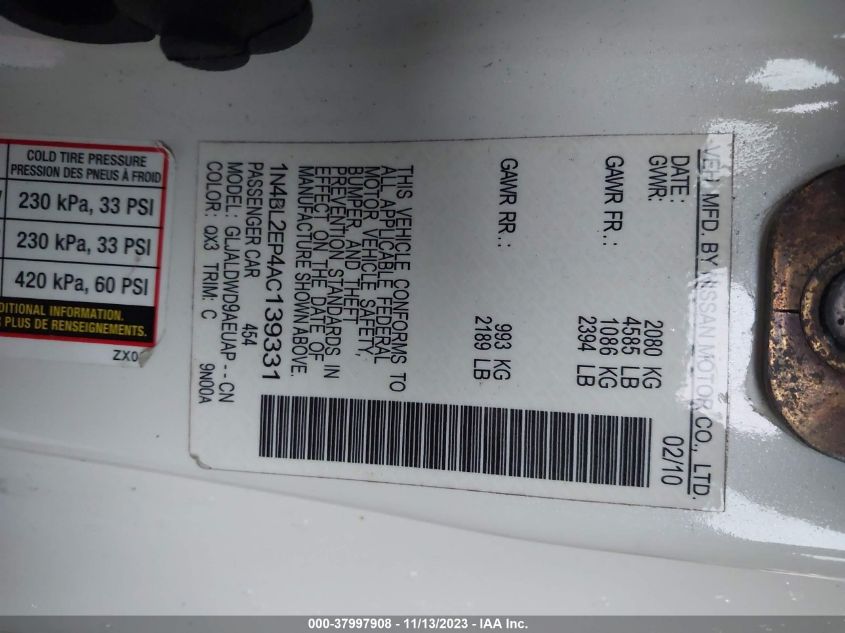 COLD TIRE PRESSURE
PRESSION DES PNEUS À FROID
230 kPa, 33 PSI
230 kPa, 33 PSI
420 kPa, 60 PSI
DITIONAL INFORMATION.
R PLUS DE RENSEIGNEMENTS.
ZX0
VEH. MFD. BY NISSAN MOTOR CO., LTD.
DATE: 02/10
GVWR: 2080 KG
4585 LB
GAWR FR.: 1086 KG
2394 LB
GAWR RR.: 993 KG
2189 LB
THIS VEHICLE CONFORMS TO
ALL APPLICABLE FEDERAL
MOTOR VEHICLE SAFETY,
BUMPER, AND THEFT
PREVENTION STANDARDS IN
EFFECT ON THE DATE OF
MANUFACTURE SHOWN ABOVE.
1N4BL2EP4AC139331
PASSENGER CAR 454
MODEL: GLJALDWD9AEUAP--CN
COLOR: QX3 TRIM: C 9N00A
000-37997908 - 11/13/2023 - IAA Inc.